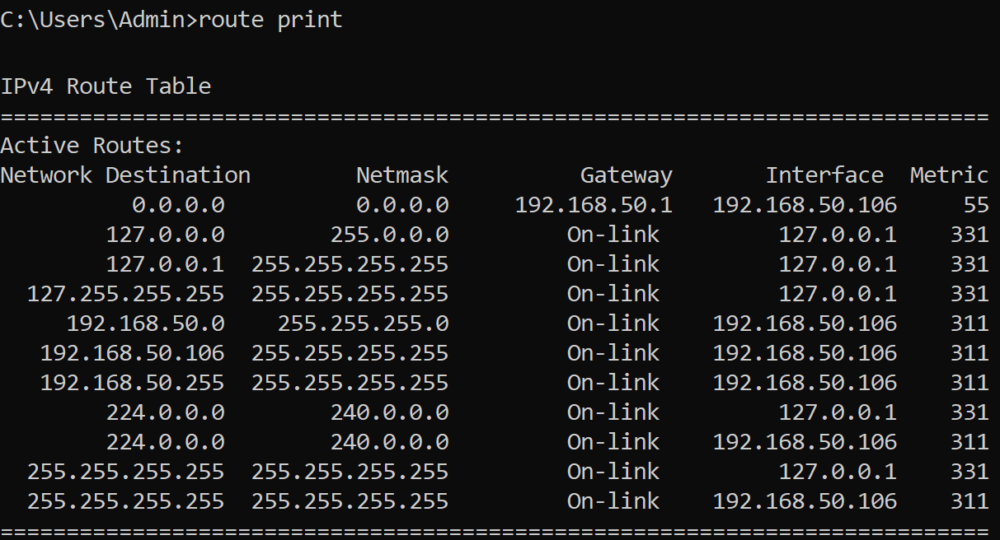 C:\Users\Admin>route print
IPv4 Route Table
===========================================================================
Active Routes:
Network Destination        Netmask          Gateway       Interface  Metric
          0.0.0.0          0.0.0.0     192.168.50.1   192.168.50.106     55
        127.0.0.0        255.0.0.0         On-link         127.0.0.1    331
        127.0.0.1  255.255.255.255         On-link         127.0.0.1    331
  127.255.255.255  255.255.255.255         On-link         127.0.0.1    331
     192.168.50.0    255.255.255.0         On-link    192.168.50.106    311
   192.168.50.106  255.255.255.255         On-link    192.168.50.106    311
   192.168.50.255  255.255.255.255         On-link    192.168.50.106    311
        224.0.0.0        240.0.0.0         On-link         127.0.0.1    331
        224.0.0.0        240.0.0.0         On-link    192.168.50.106    311
  255.255.255.255  255.255.255.255         On-link         127.0.0.1    331
  255.255.255.255  255.255.255.255         On-link    192.168.50.106    311
===========================================================================